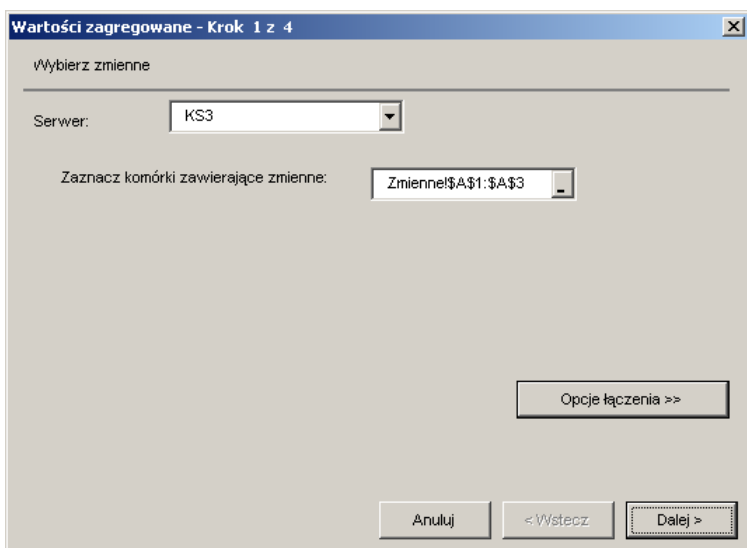 Wartości zagregowane - Krok 1 z 4
Wybierz zmienne
Serwer: KS3
Zaznacz komórki zawierające zmienne: Zmienne!$A$1:$A$3
Opcje łączenia >>
Anuluj < Wstecz Dalej >